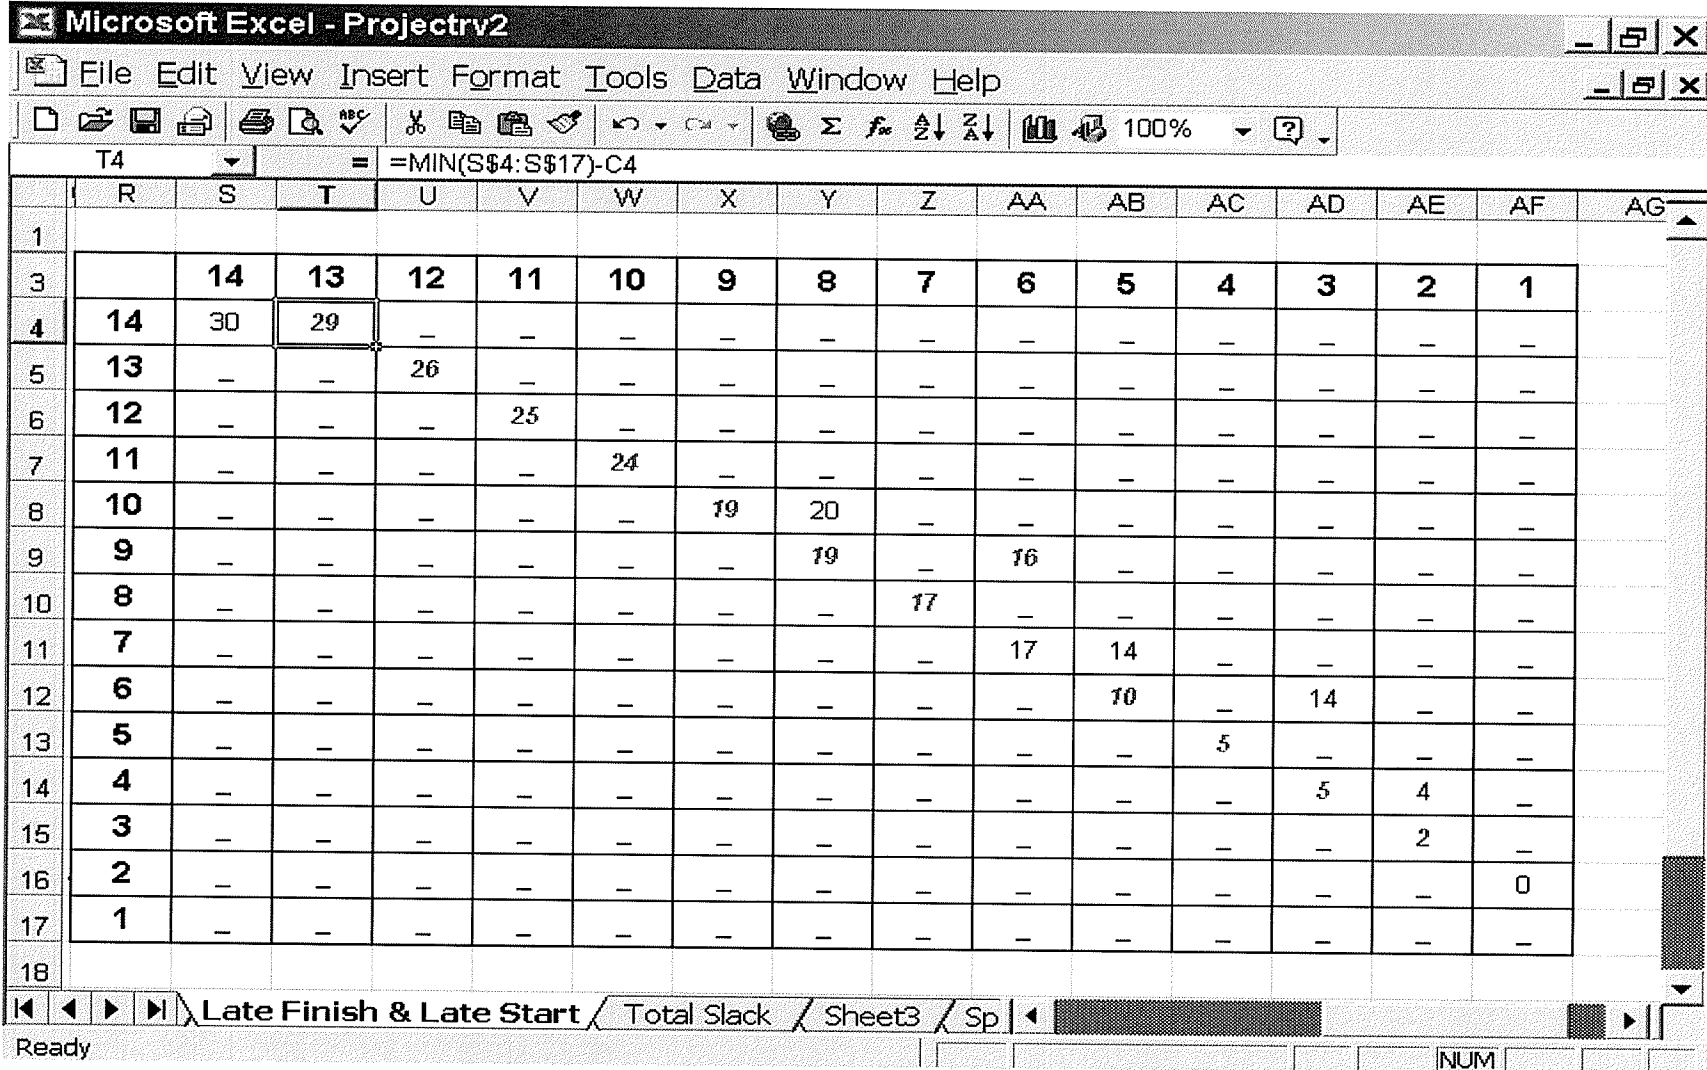 Microsoft Excel - Projectrv2
File Edit View Insert Format Tools Data Window Help
100%
T4 = =MIN(S$4:S$17)-C4
R S T U V W X Y Z AA AB AC AD AE AF AG
1
3 14 13 12 11 10 9 8 7 6 5 4 3 2 1
4 14 30 29 _ _ _ _ _ _ _ _ _ _ _ _
5 13 _ _ 26 _ _ _ _ _ _ _ _ _ _ _
6 12 _ _ _ 25 _ _ _ _ _ _ _ _ _ _
7 11 _ _ _ _ 24 _ _ _ _ _ _ _ _ _
8 10 _ _ _ _ _ 19 20 _ _ _ _ _ _ _
9 9 _ _ _ _ _ _ 19 _ 16 _ _ _ _ _
10 8 _ _ _ _ _ _ _ 17 _ _ _ _ _ _
11 7 _ _ _ _ _ _ _ _ 17 14 _ _ _ _
12 6 _ _ _ _ _ _ _ _ _ 10 _ 14 _ _
13 5 _ _ _ _ _ _ _ _ _ _ 5 _ _ _
14 4 _ _ _ _ _ _ _ _ _ _ _ 5 4 _
15 3 _ _ _ _ _ _ _ _ _ _ _ _ 2 _
16 2 _ _ _ _ _ _ _ _ _ _ _ _ _ 0
17 1 _ _ _ _ _ _ _ _ _ _ _ _ _ _
18
Late Finish & Late Start Total Slack Sheet3 Sp
Ready NUM